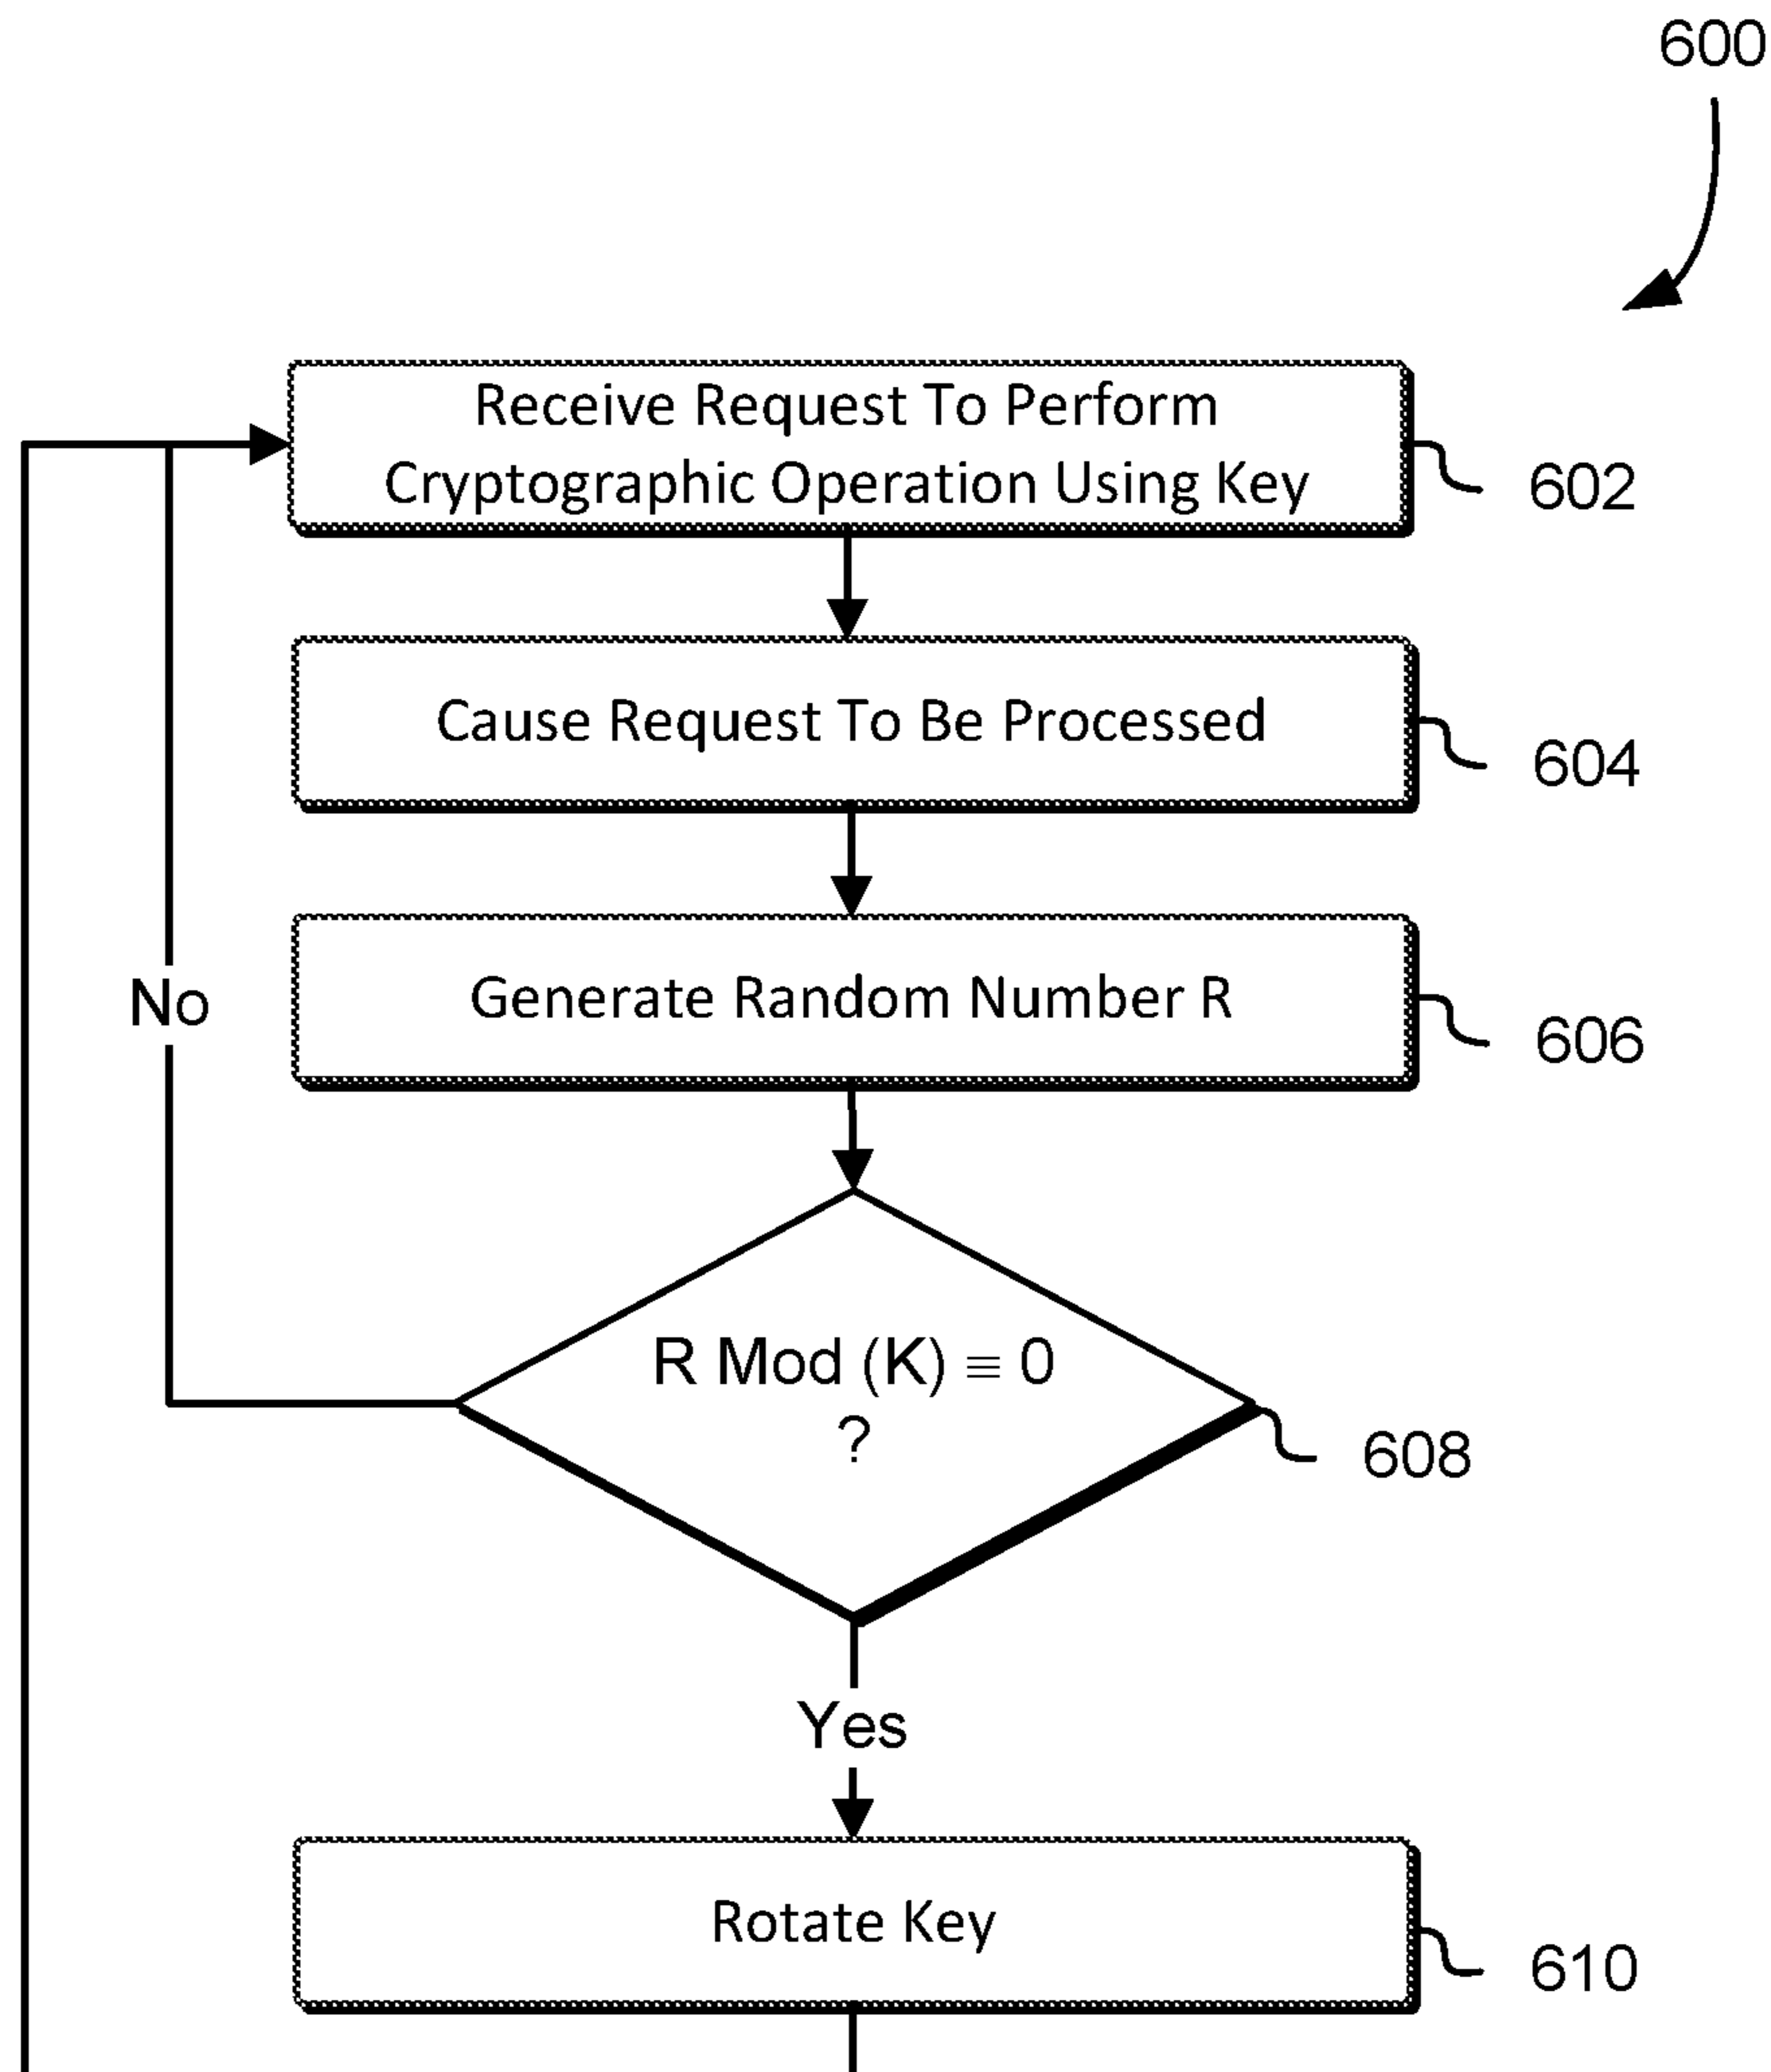 600
Receive Request To Perform
Cryptographic Operation Using Key
602
Cause Request To Be Processed
604
Generate Random Number R
606
No
R Mod (K) ≡ 0
?
608
Yes
Rotate Key
610